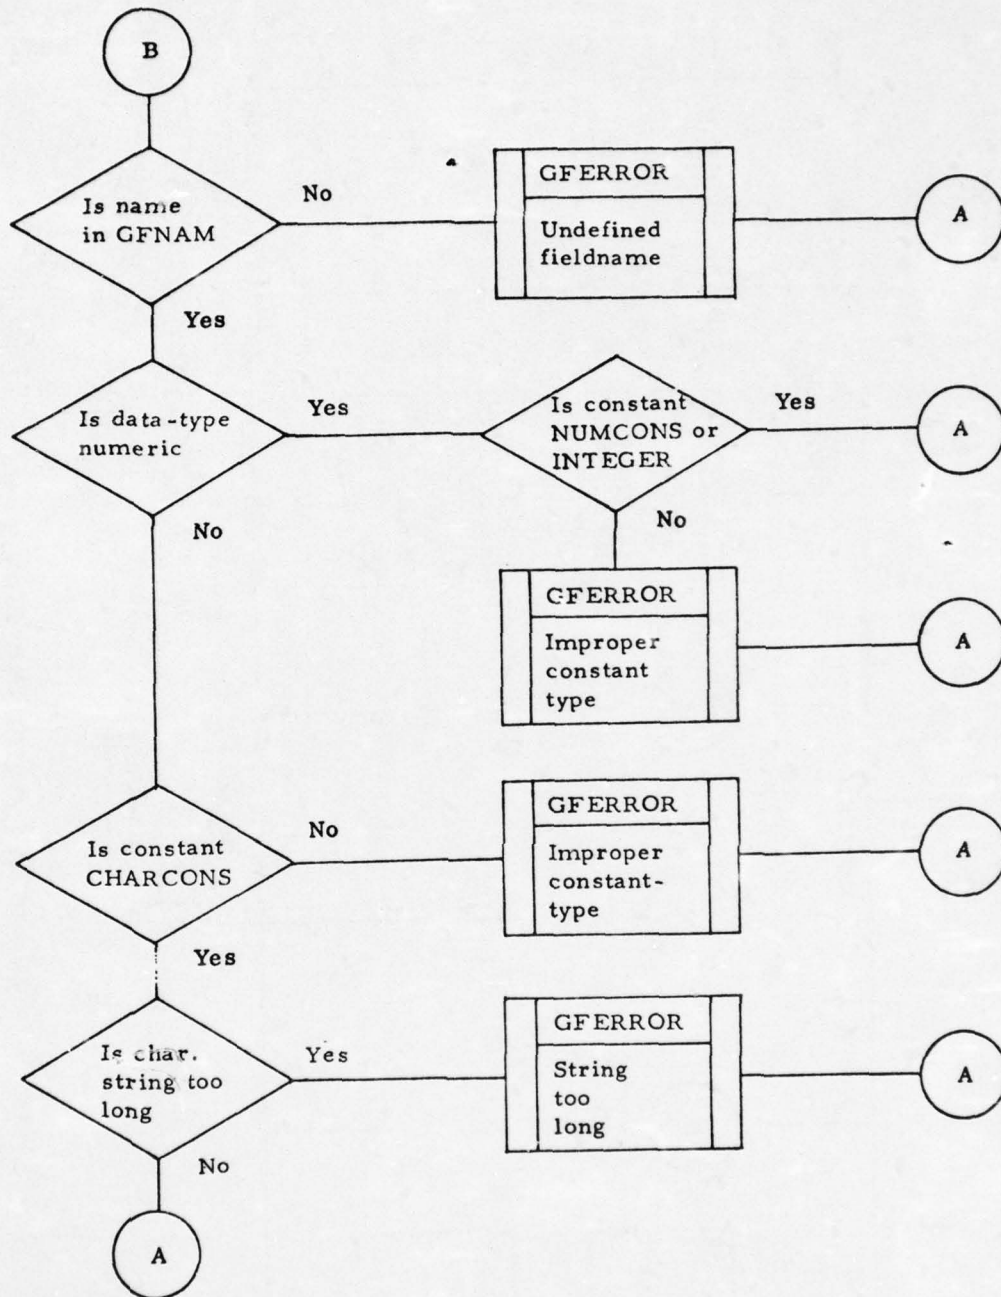 B
Is name
in GFNAM
No
GFERROR
Undefined
fieldname
A
Yes
Is data-type
numeric
Yes
Is constant
NUMCONS or
INTEGER
Yes
A
No
No
GFERROR
Improper
constant
type
A
Is constant
CHARCONS
No
GFERROR
Improper
constant-
type
A
Yes
Is char.
string too
long
Yes
GFERROR
String
too
long
A
No
A